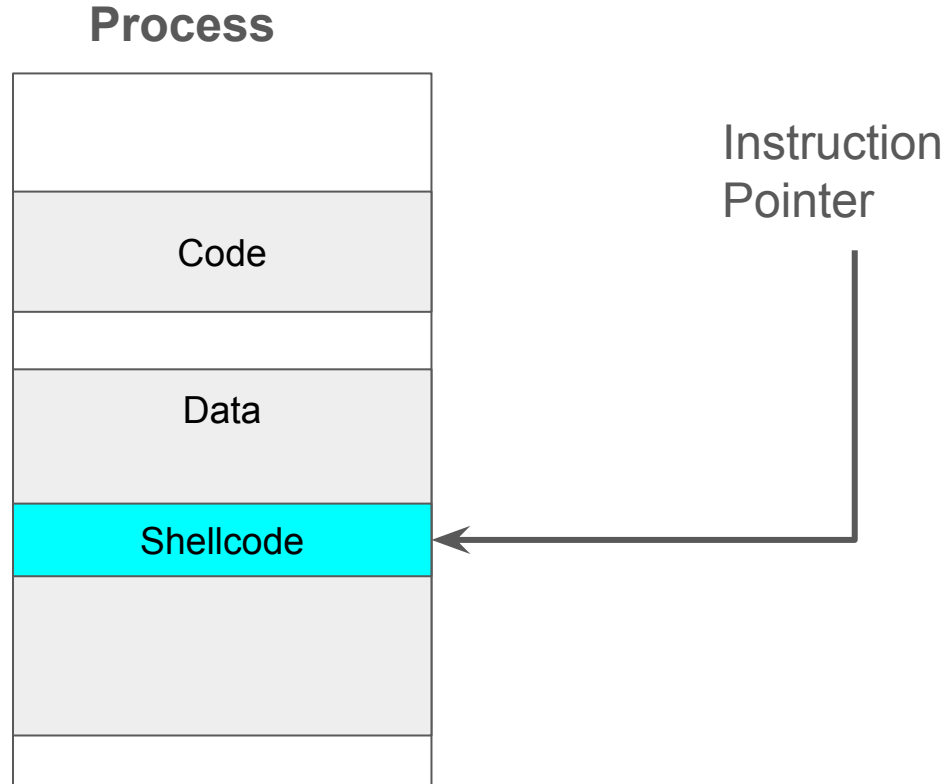 Process
Instruction
Pointer
Code
Data
Shellcode